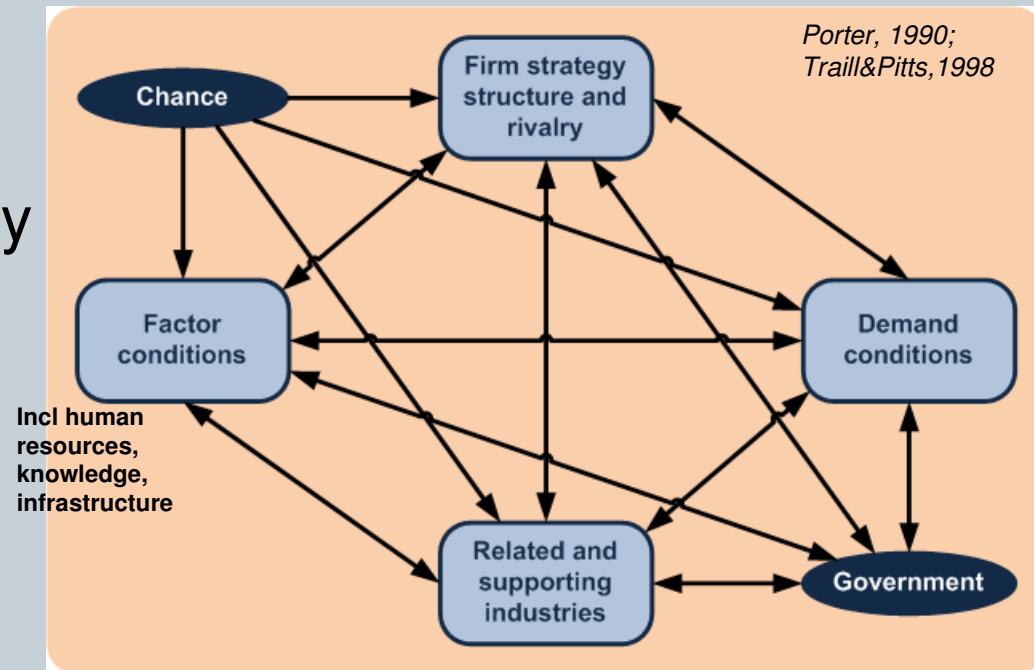 Porter, 1990;
Traill&Pitts,1998
Chance
Firm strategy
structure and
rivalry
y
Factor
conditions
Demand
conditions
Incl human
resources,
knowledge,
infrastructure
Related and
supporting
industries
Government